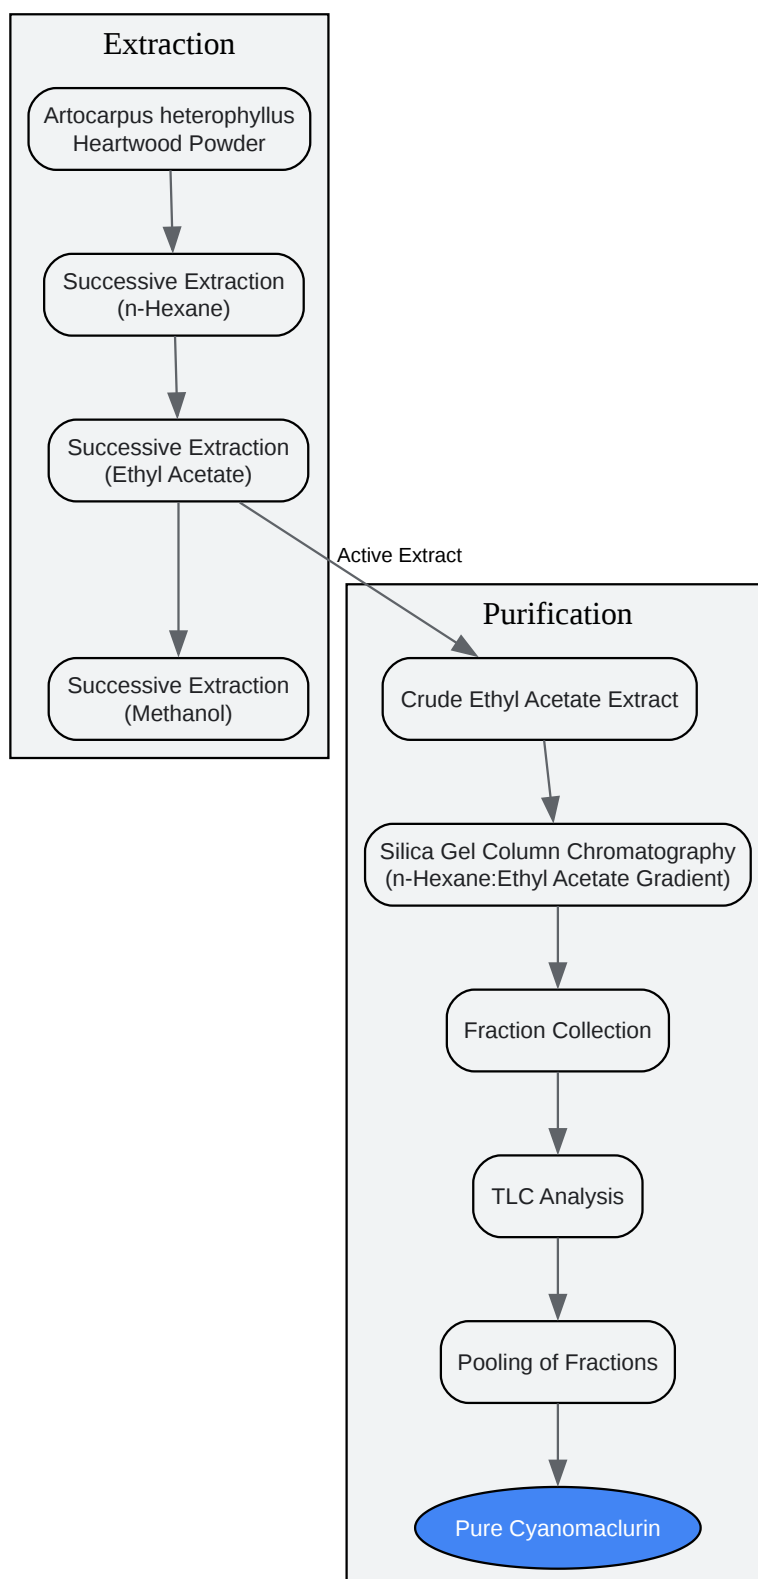 Extraction
Artocarpus heterophyllus
Heartwood Powder
Successive Extraction
(n-Hexane)
Successive Extraction
(Ethyl Acetate)
Active Extract
Successive Extraction
(Methanol)
Purification
Crude Ethyl Acetate Extract
Silica Gel Column Chromatography
(n-Hexane:Ethyl Acetate Gradient)
Fraction Collection
TLC Analysis
Pooling of Fractions
Pure Cyanomaclurin